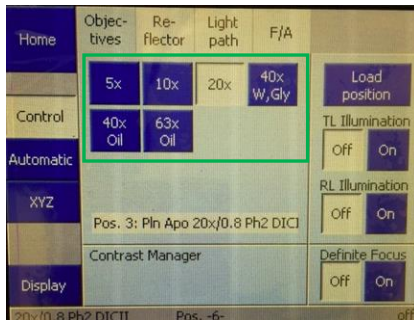 Home
Objec-
tives
Re-
flector
Light
path
F/A
5x
10x
20x
40x
W,Gly
40x
Oil
63x
Oil
Load
position
Control
TL Illumination
Off
On
Automatic
XYZ
RL Illumination
Off
On
Pos. 3: Pln Apo 20x/0.8 Ph2 DICI
Contrast Manager
Definite Focus
Off
On
Display
20x/0.8 Ph2 DICII
Pos. -6-
off